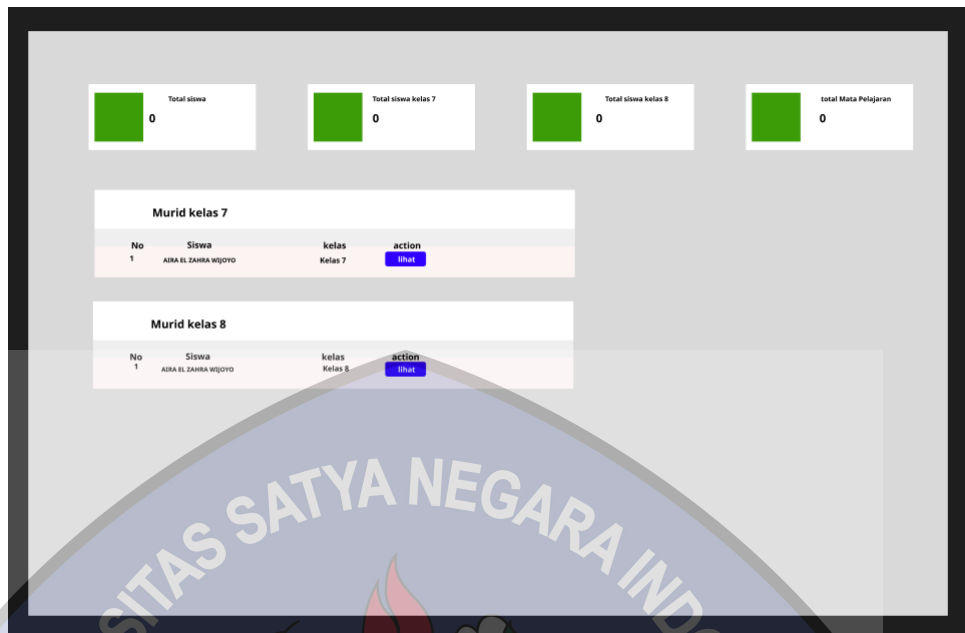 Total siswa
0
Total siswa kelas 7
0
Total siswa kelas 8
0
total Mata Pelajaran
0
Murid kelas 7
No Siswa kelas action
1 AIRA EL ZAHRA WIJOYO Kelas 7 lihat
Murid kelas 8
No Siswa kelas action
1 AIRA EL ZAHRA WIJOYO Kelas 8 lihat
SITAS SATYA NEGARA INDO